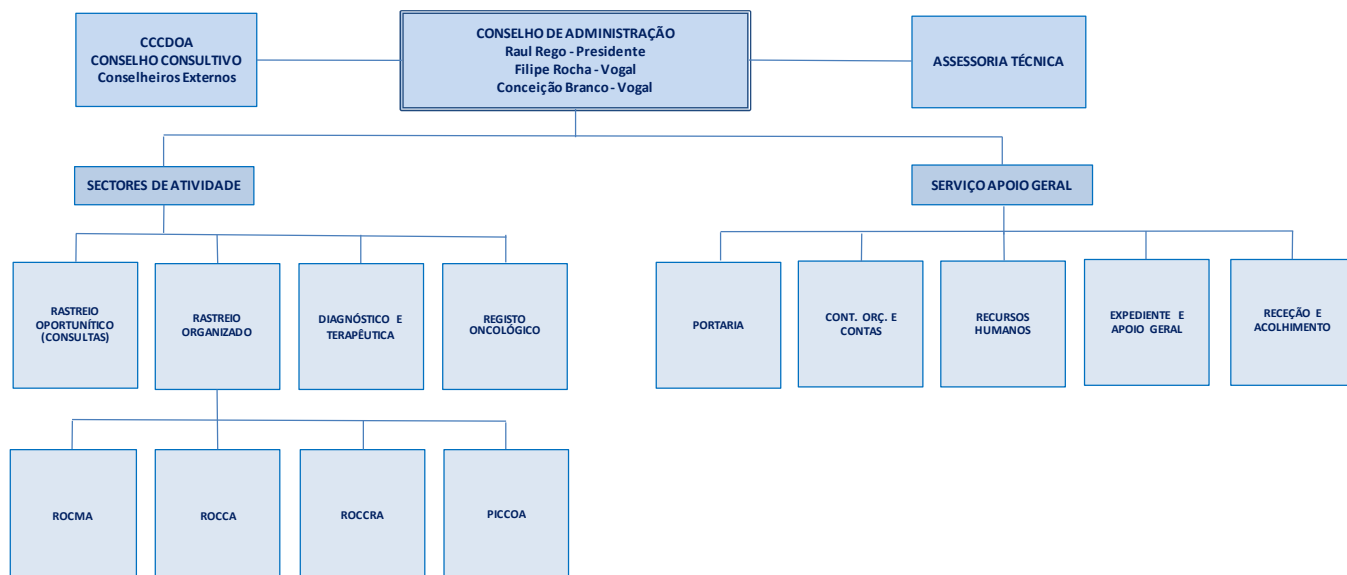 CCCDOA
CONSELHO CONSULTIVO
Conselheiros Externos
CONSELHO DE ADMINISTRAÇÃO
Raul Rego - Presidente
Filipe Rocha - Vogal
Conceição Branco - Vogal
ASSESSORIA TÉCNICA
SECTORES DE ATIVIDADE
SERVIÇO APOIO GERAL
RASTREIO
OPORTUNÍTICO
(CONSULTAS)
RASTREIO
ORGANIZADO
DIAGNÓSTICO E
TERAPÊUTICA
REGISTO
ONCOLÓGICO
PORTARIA
CONT. ORÇ. E
CONTAS
RECURSOS
HUMANOS
EXPEDIENTE E
APOIO GERAL
RECEÇÃO E
ACOLHIMENTO
ROCMA
ROCCA
ROCCRA
PICCOA